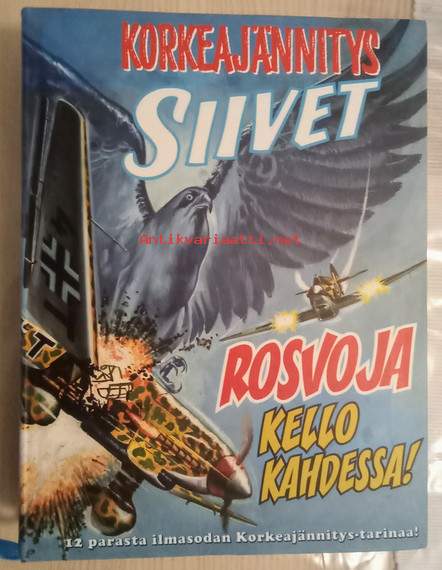 KORKEAJÄNNITYS
SIIVET
Antikvariaatti.net
ROSVOJA
KELLO
KAHDESSA!
T
12 parasta ilmasodan Korkeajännitys-tarinaa!